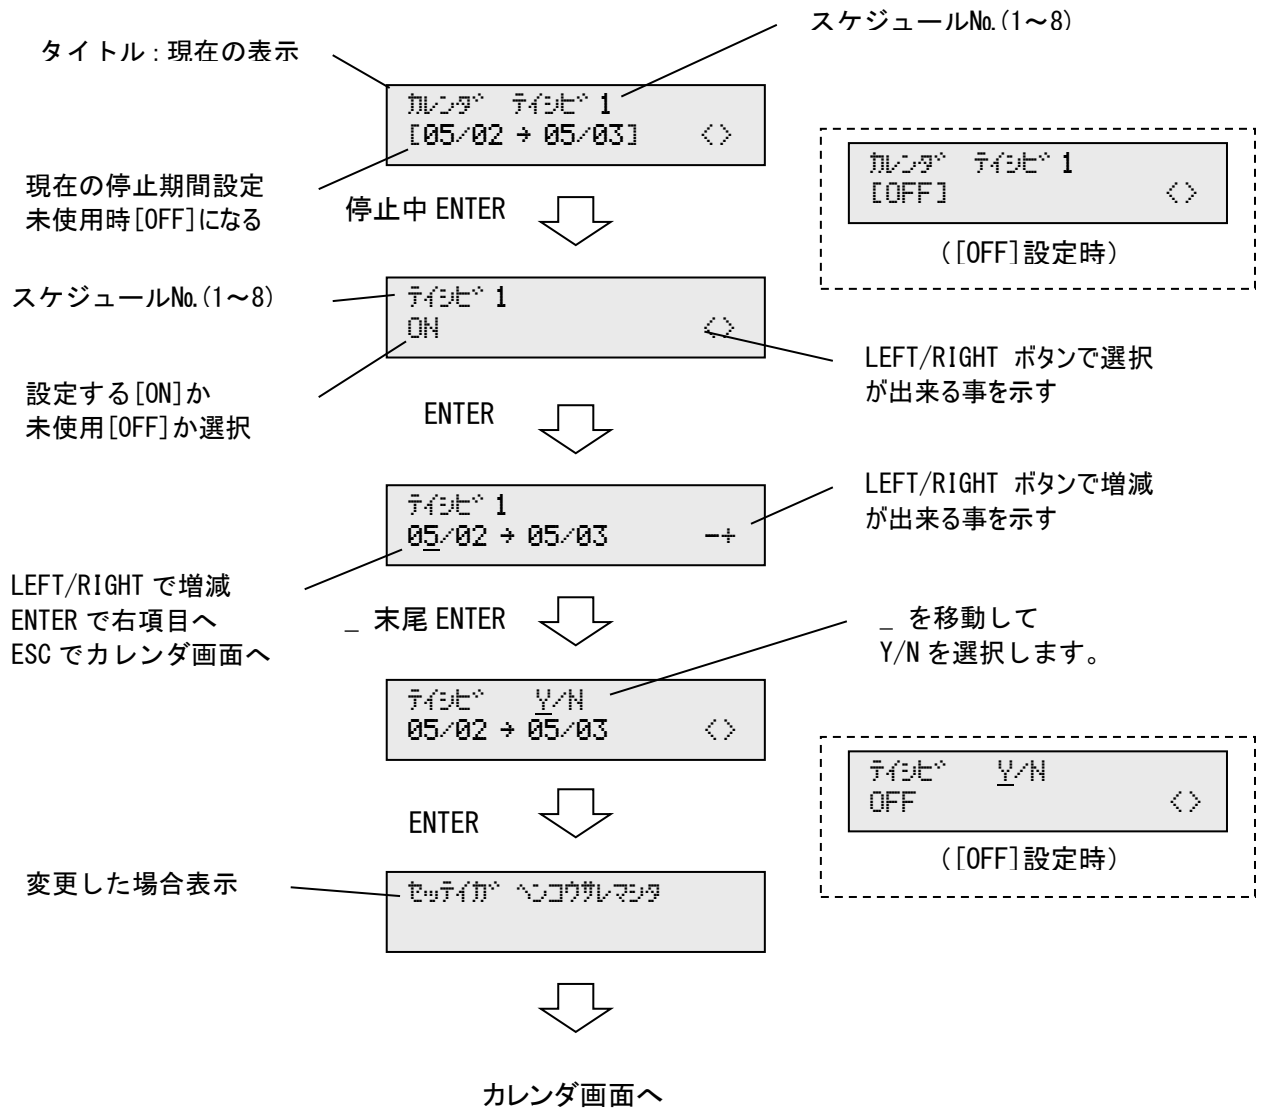 スケジュール№(1～8)
タイトル：現在の表示
ｶﾚﾝﾀﾞ ﾃｲｼﾋﾞ 1
[05/02 → 05/03] <>
現在の停止期間設定
未使用時[OFF]になる
停止中 ENTER
ｶﾚﾝﾀﾞ ﾃｲｼﾋﾞ 1
[OFF] <>
([OFF]設定時)
スケジュール№(1～8)
ﾃｲｼﾋﾞ 1
ON <>
LEFT/RIGHT ボタンで選択
が出来る事を示す
設定する[ON]か
未使用[OFF]か選択
ENTER
LEFT/RIGHT ボタンで増減
が出来る事を示す
ﾃｲｼﾋﾞ 1
05/02 → 05/03 -+
LEFT/RIGHT で増減
ENTER で右項目へ
ESC でカレンダ画面へ
_ 末尾 ENTER
_ を移動して
Y/N を選択します。
ﾃｲｼﾋﾞ Y/N
05/02 → 05/03 <>
ENTER
ﾃｲｼﾋﾞ Y/N
OFF <>
([OFF]設定時)
変更した場合表示
ｾｯﾃｲｶﾞ ﾍﾝｺｳｻﾚﾏｼﾀ
カレンダ画面へ